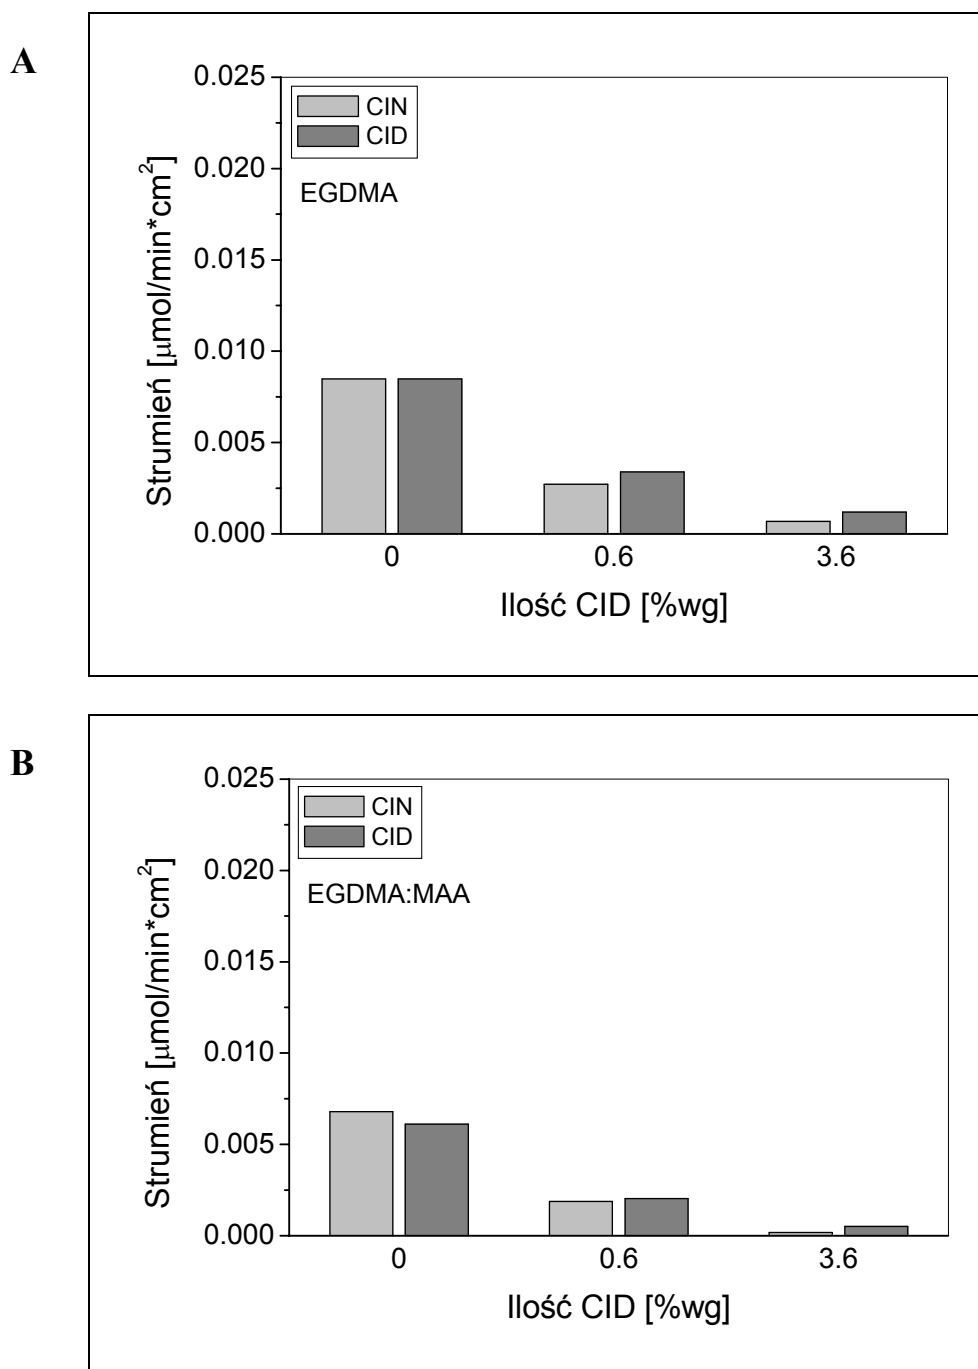 A
0.025
0.020
0.015
0.010
0.005
0.000
Strumień [μmol/min*cm²]
CIN
CID
EGDMA
0 0.6 3.6
Ilość CID [%wg]
B
0.025
0.020
0.015
0.010
0.005
0.000
Strumień [μmol/min*cm²]
CIN
CID
EGDMA:MAA
0 0.6 3.6
Ilość CID [%wg]